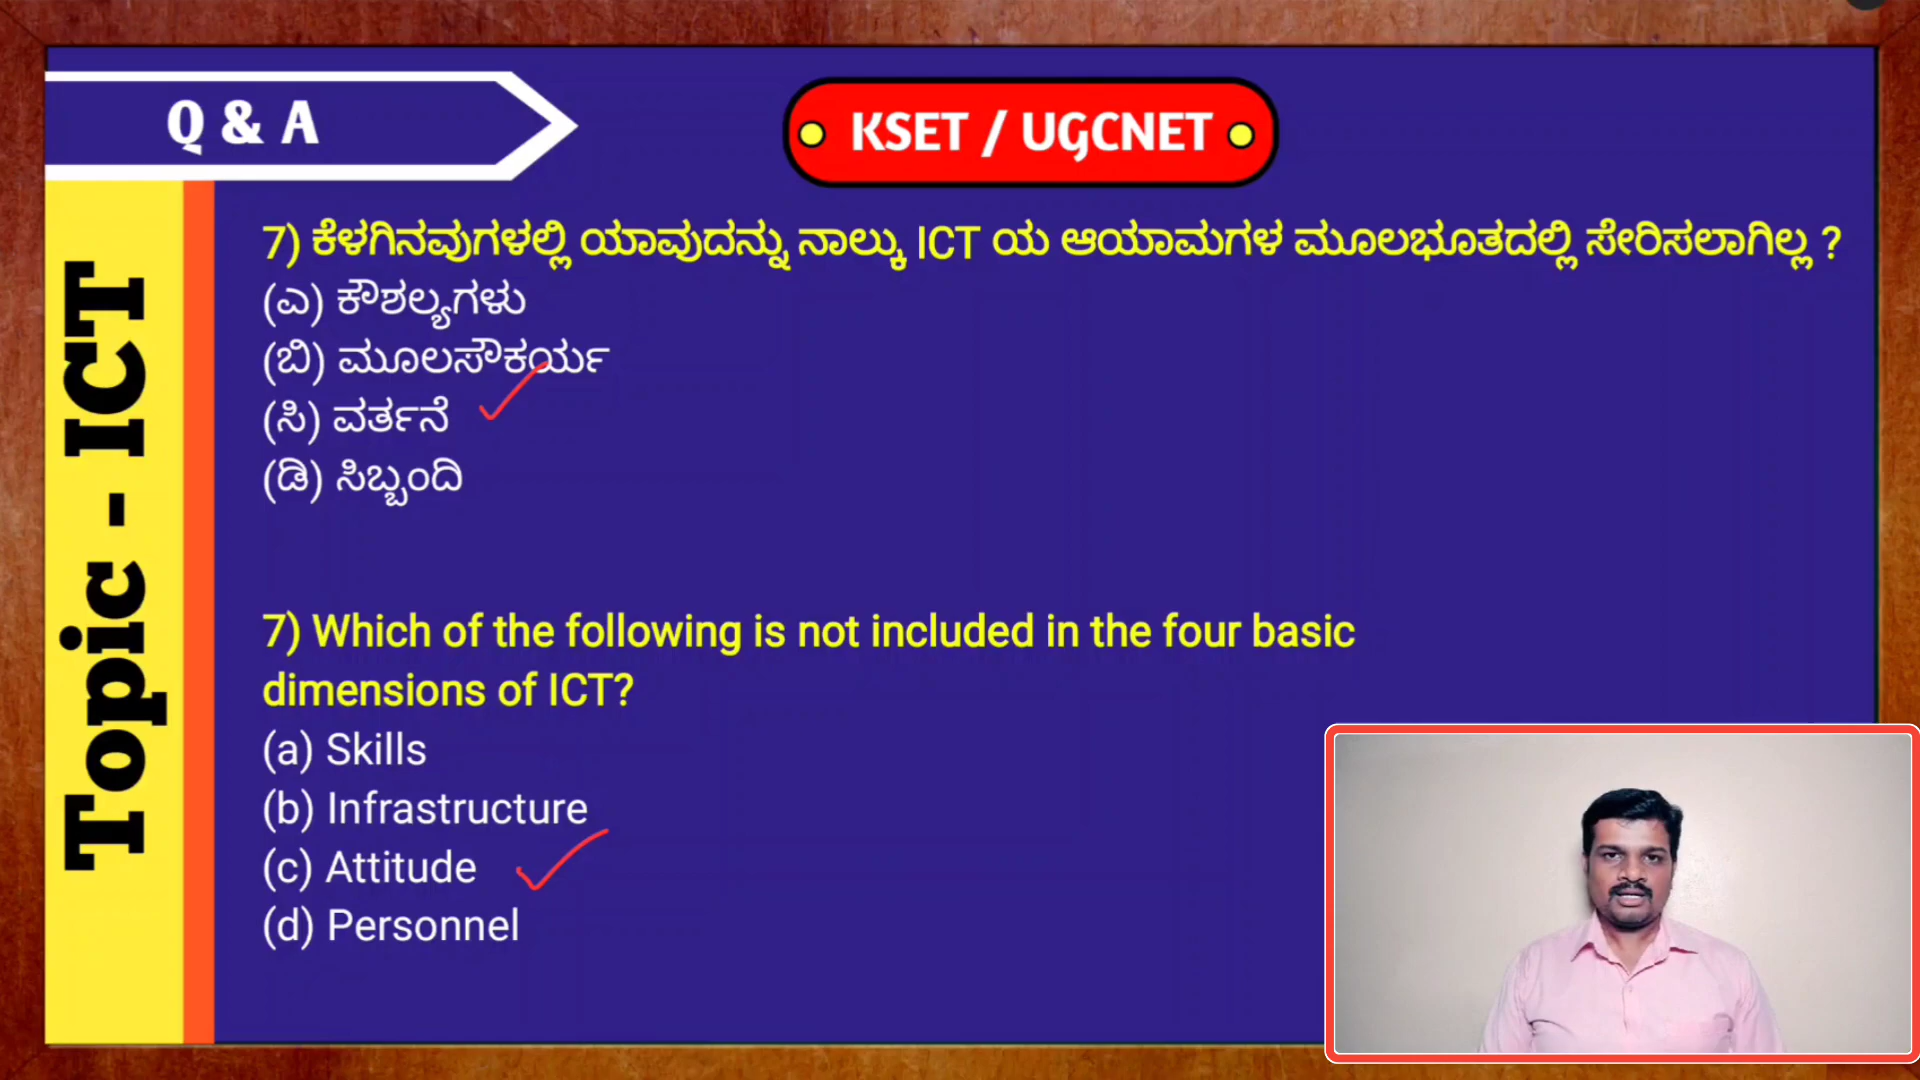 Q & A
KSET / UGCNET
Topic - ICT
7) ಕೆಳಗಿನವುಗಳಲ್ಲಿ ಯಾವುದನ್ನು ನಾಲ್ಕು ICT ಯ ಆಯಾಮಗಳ ಮೂಲಭೂತದಲ್ಲಿ ಸೇರಿಸಲಾಗಿಲ್ಲ ?
(ಎ) ಕೌಶಲ್ಯಗಳು
(ಬಿ) ಮೂಲಸೌಕರ್ಯ
(ಸಿ) ವರ್ತನೆ
(ಡಿ) ಸಿಬ್ಬಂದಿ
7) Which of the following is not included in the four basic
dimensions of ICT?
(a) Skills
(b) Infrastructure
(c) Attitude
(d) Personnel